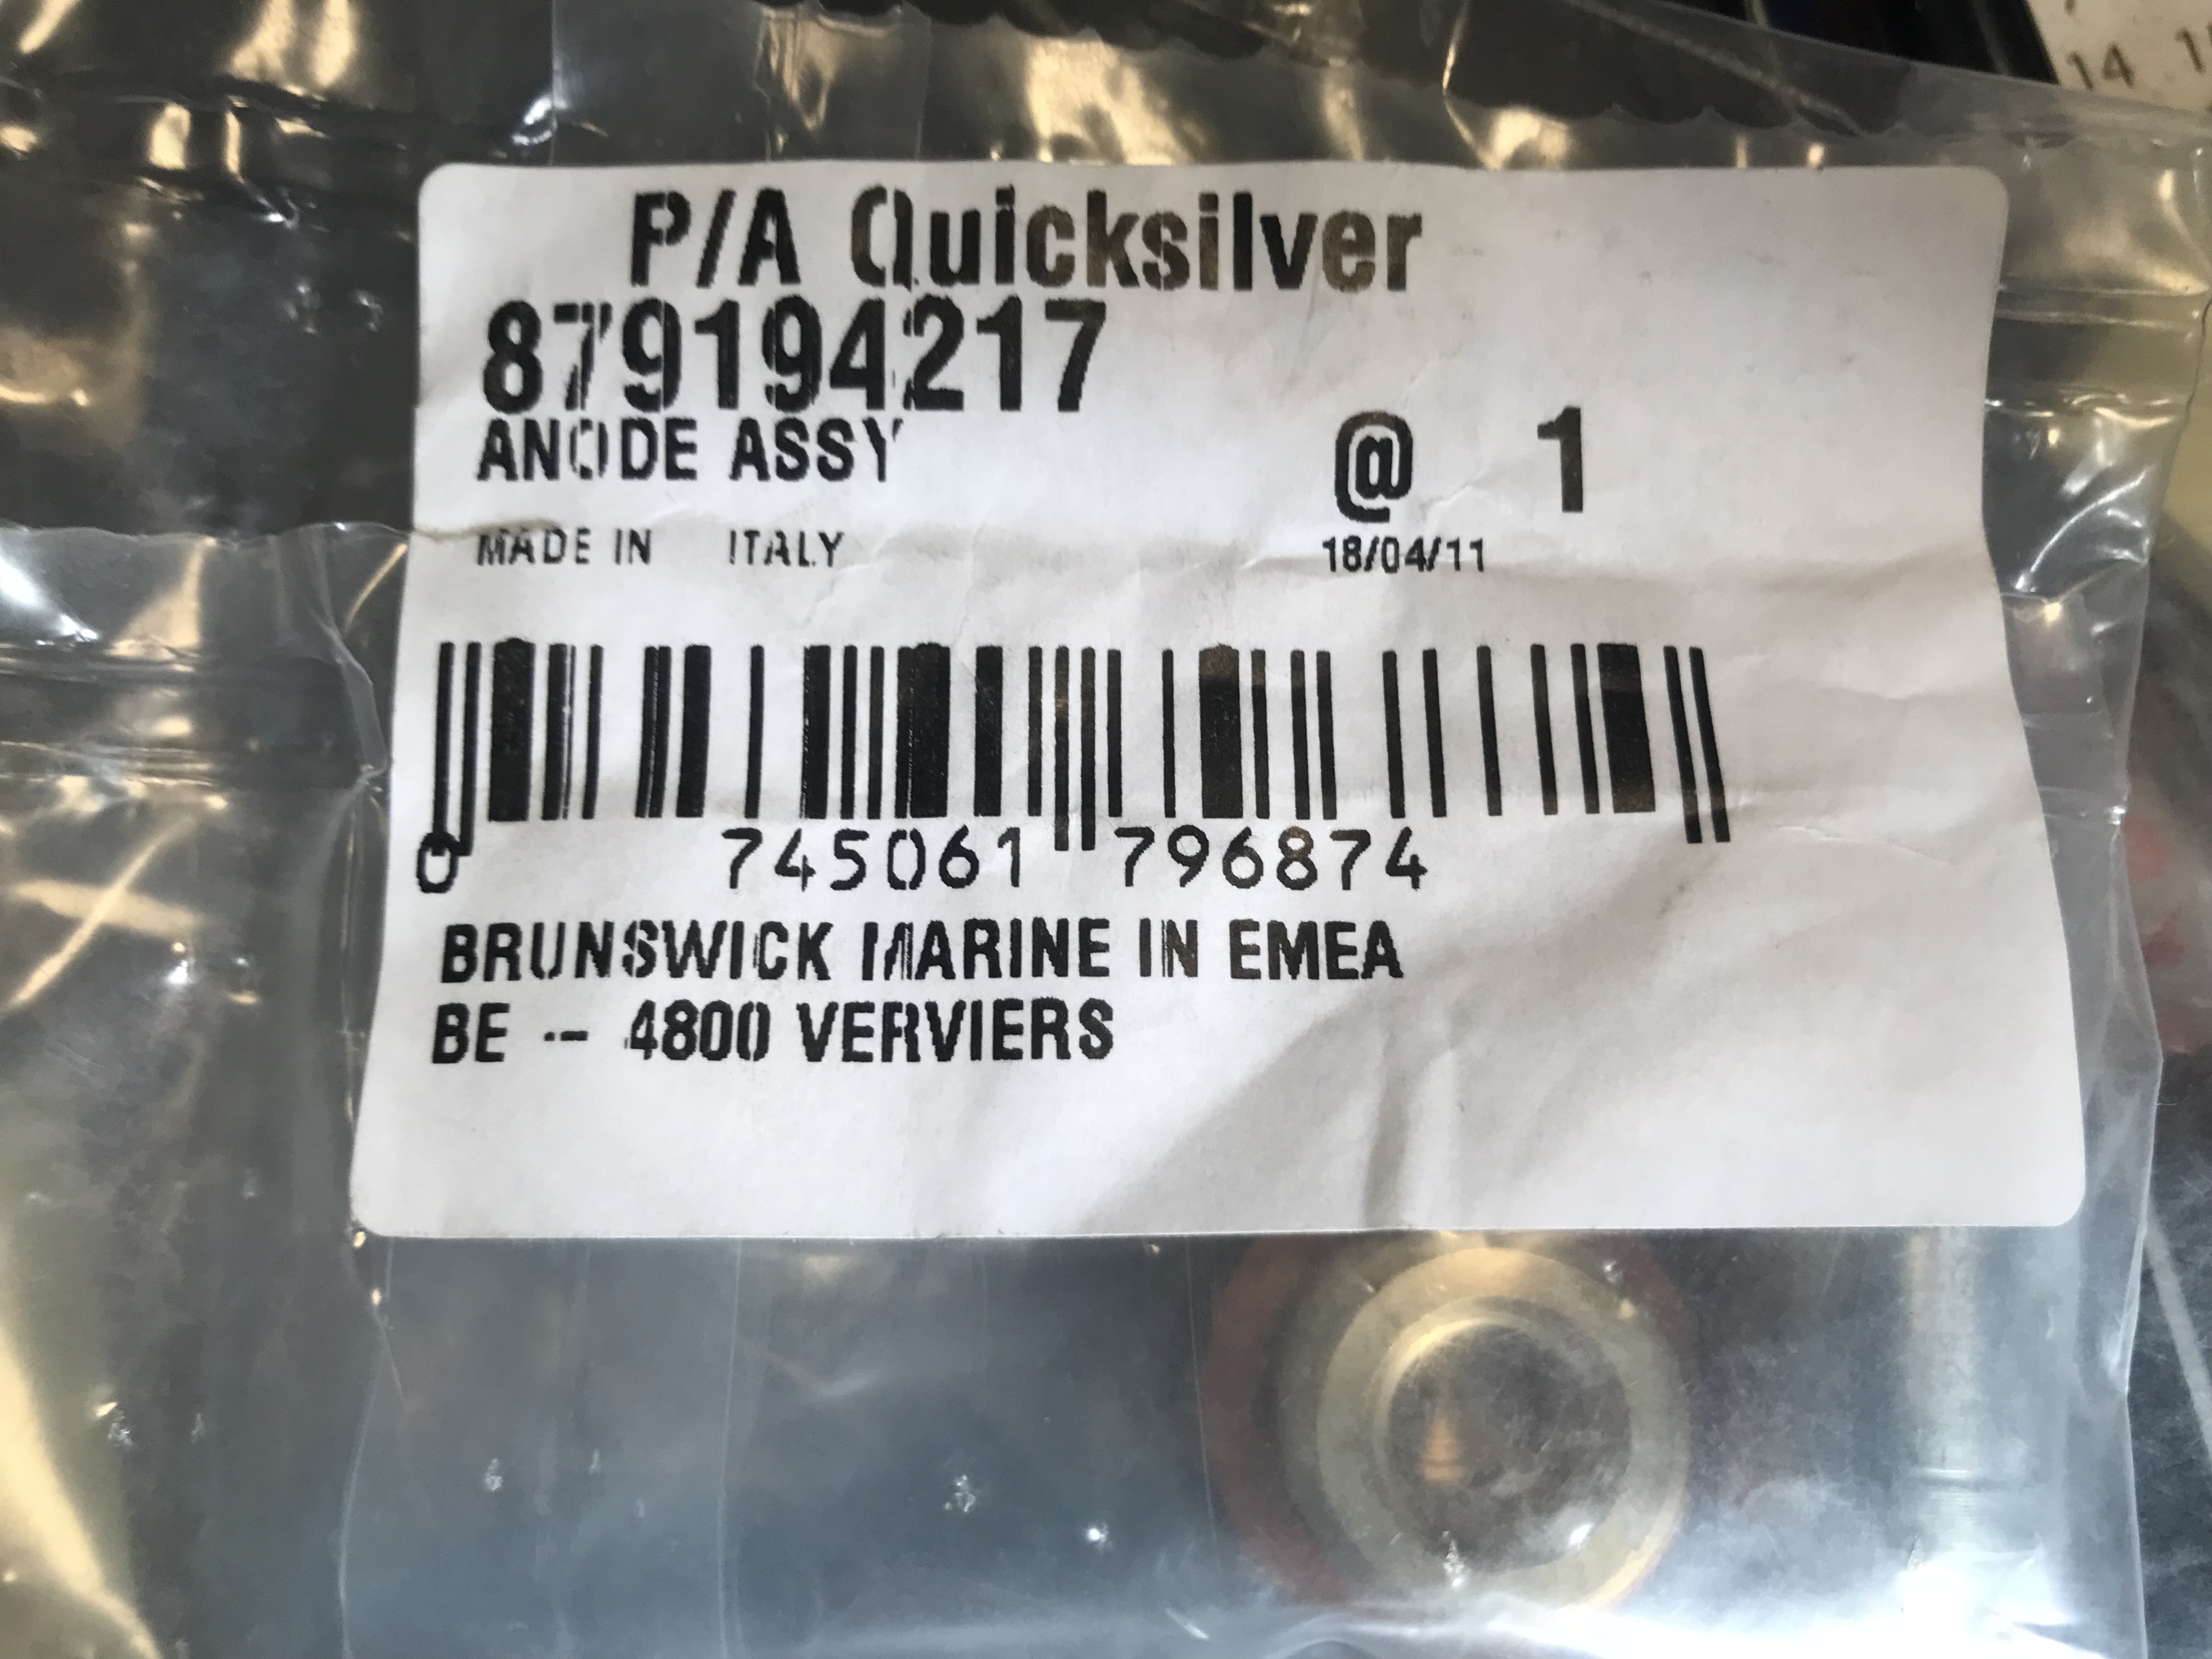 14
P/A Quicksilver
879194217
ANODE ASSY
@ 1
MADE IN ITALY
18/04/11
0 745061 796874
BRUNSWICK MARINE IN EMEA
BE -- 4800 VERVIERS